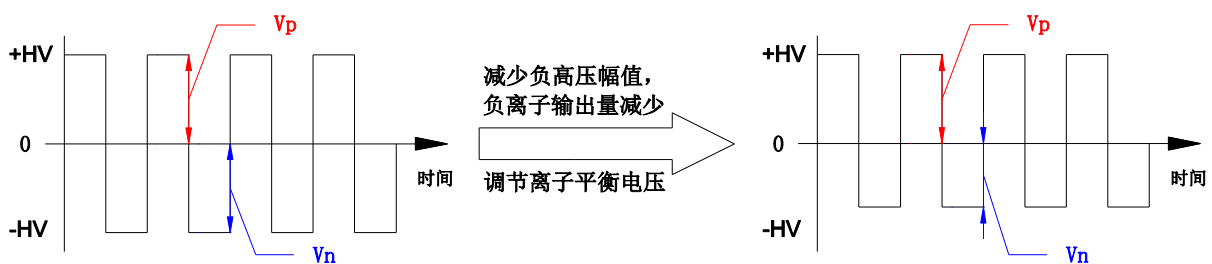 Vp
+HV
0
时间
-HV
Vn
减少负高压幅值，
负离子输出量减少
调节离子平衡电压
Vp
+HV
0
时间
-HV
Vn